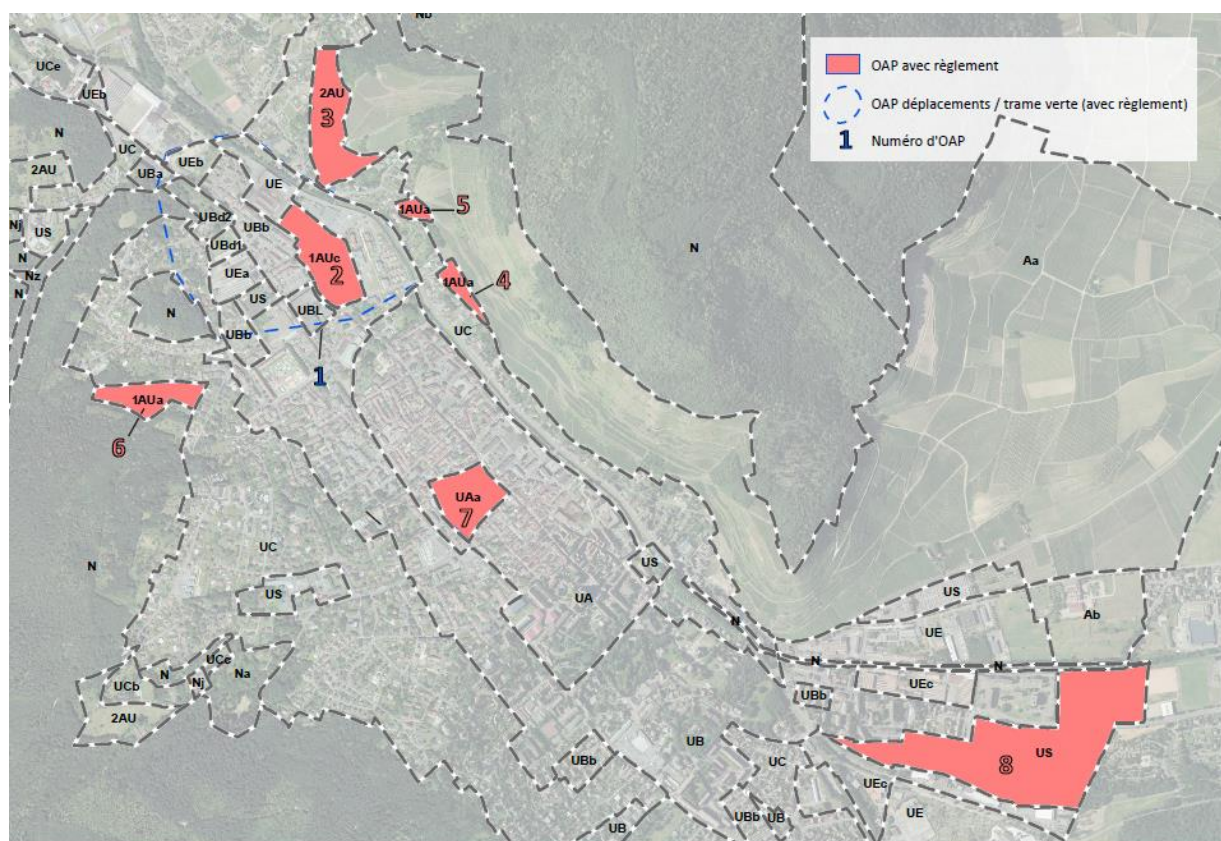 Nb
OAP avec règlement
OAP déplacements / trame verte (avec règlement)
1 Numéro d'OAP
UCe
UEb
2AU
3
N
UC
UEb
2AU
UBa
UE
1AUa
5
Nj
US
UBd2
UBb
N
Aa
N
UBd1
1AUc
2
Nz
UEa
1AUa
4
N
US
N
UBL
UC
UBb
1
1AUa
6
UAa
7
UC
N
US
US
UA
US
Ab
UE
N
UCe
N
N
N
Na
UCb
Nj
UEc
UBb
2AU
UB
US
8
UBb
UC
UEc
UE
UBb
UB
UB